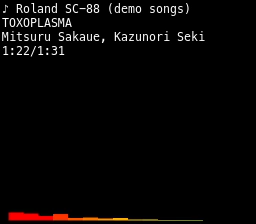 ♪ Roland SC-88 (demo songs)
TOXOPLASMA
Mitsuru Sakaue, Kazunori Seki
1:22/1:31